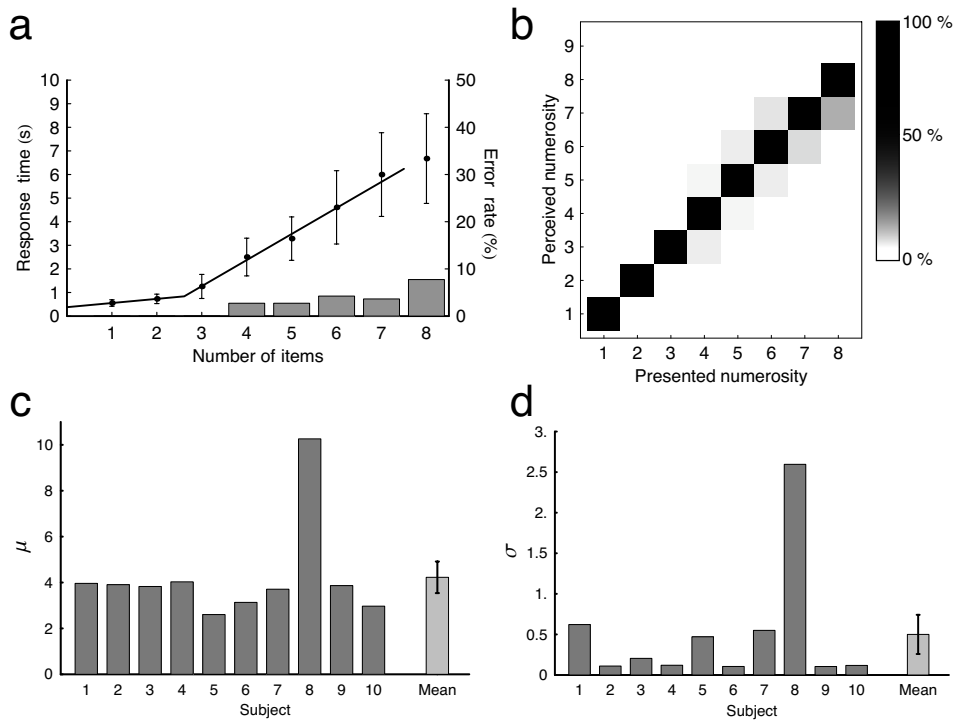 a
Response time (s)
10
9
8
7
6
5
4
3
2
1
0
50
40
30
20
10
0
Error rate (%)
1 2 3 4 5 6 7 8
Number of items
b
Perceived numerosity
9
8
7
6
5
4
3
2
1
1 2 3 4 5 6 7 8
Presented numerosity
100 %
50 %
0 %
c
μ
10
8
6
4
2
0
1 2 3 4 5 6 7 8 9 10 Mean
Subject
d
σ
3.
2.5
2.
1.5
1.
0.5
0
1 2 3 4 5 6 7 8 9 10 Mean
Subject